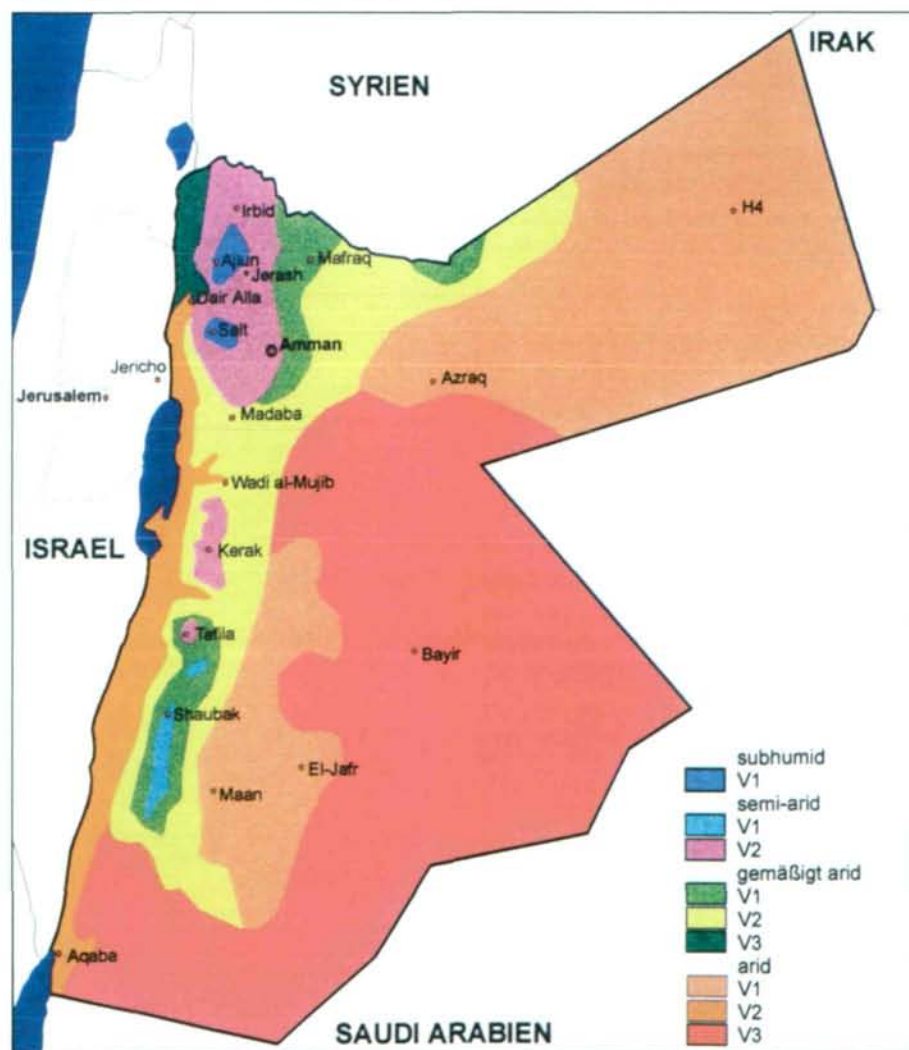 IRAK
SYRIEN
H4
Irbid
Ajlun
Mafraq
Jerash
Dair Alla
Salt
Amman
Jericho
Azraq
Jerusalem
Madaba
Wadi al-Mujib
ISRAEL
Kerak
Tafila
Bayir
Shaubak
El-Jafr
Maan
subhumid
V1
semi-arid
V1
V2
gemäßigt arid
V1
V2
V3
arid
V1
V2
V3
Aqaba
SAUDI ARABIEN